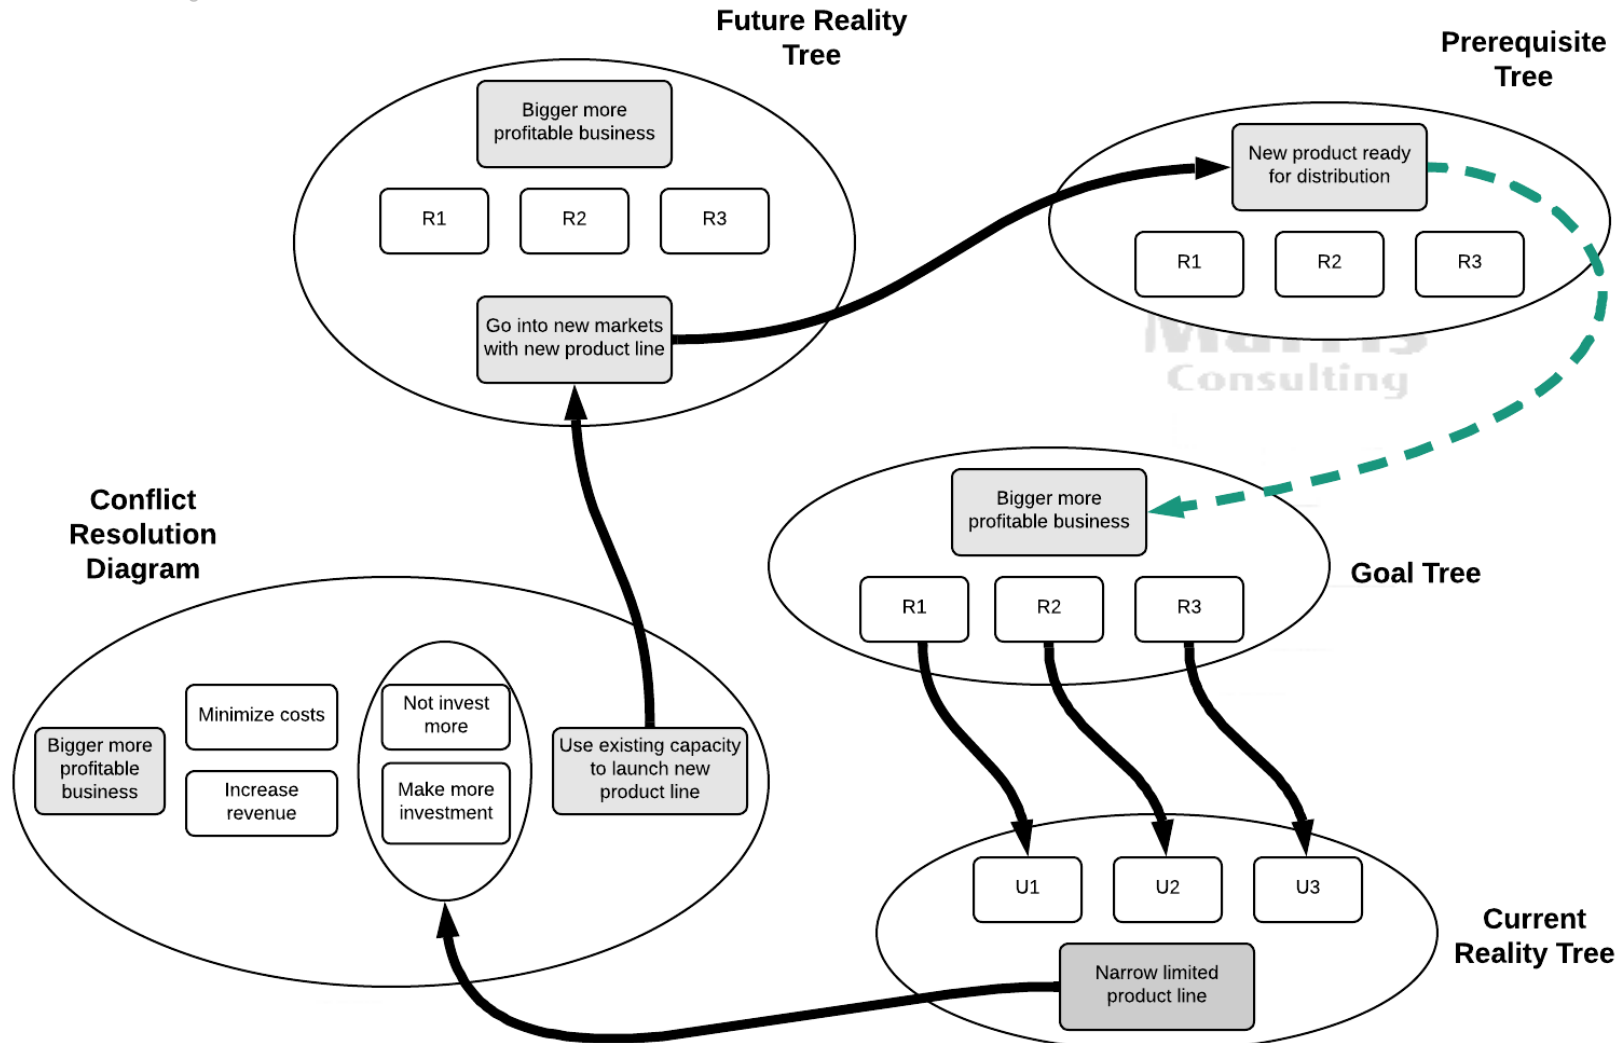 Future Reality
Tree
Prerequisite
Tree
Bigger more
profitable business
R1
R2
R3
Go into new markets
with new product line
New product ready
for distribution
R1
R2
R3
Consulting
Conflict
Resolution
Diagram
Bigger more
profitable business
R1
R2
R3
Goal Tree
Bigger more
profitable
business
Minimize costs
Increase
revenue
Not invest
more
Make more
investment
Use existing capacity
to launch new
product line
U1
U2
U3
Narrow limited
product line
Current
Reality Tree